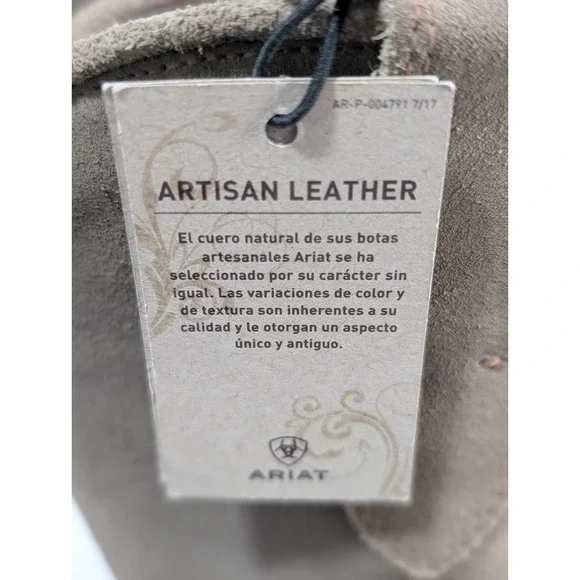 AR-P-004791 7/17
ARTISAN LEATHER
El cuero natural de sus botas
artesanales Ariat se ha
seleccionado por su carácter sin
igual. Las variaciones de color y
de textura son inherentes a su
calidad y le otorgan un aspecto
único y antiguo.
ARIAT